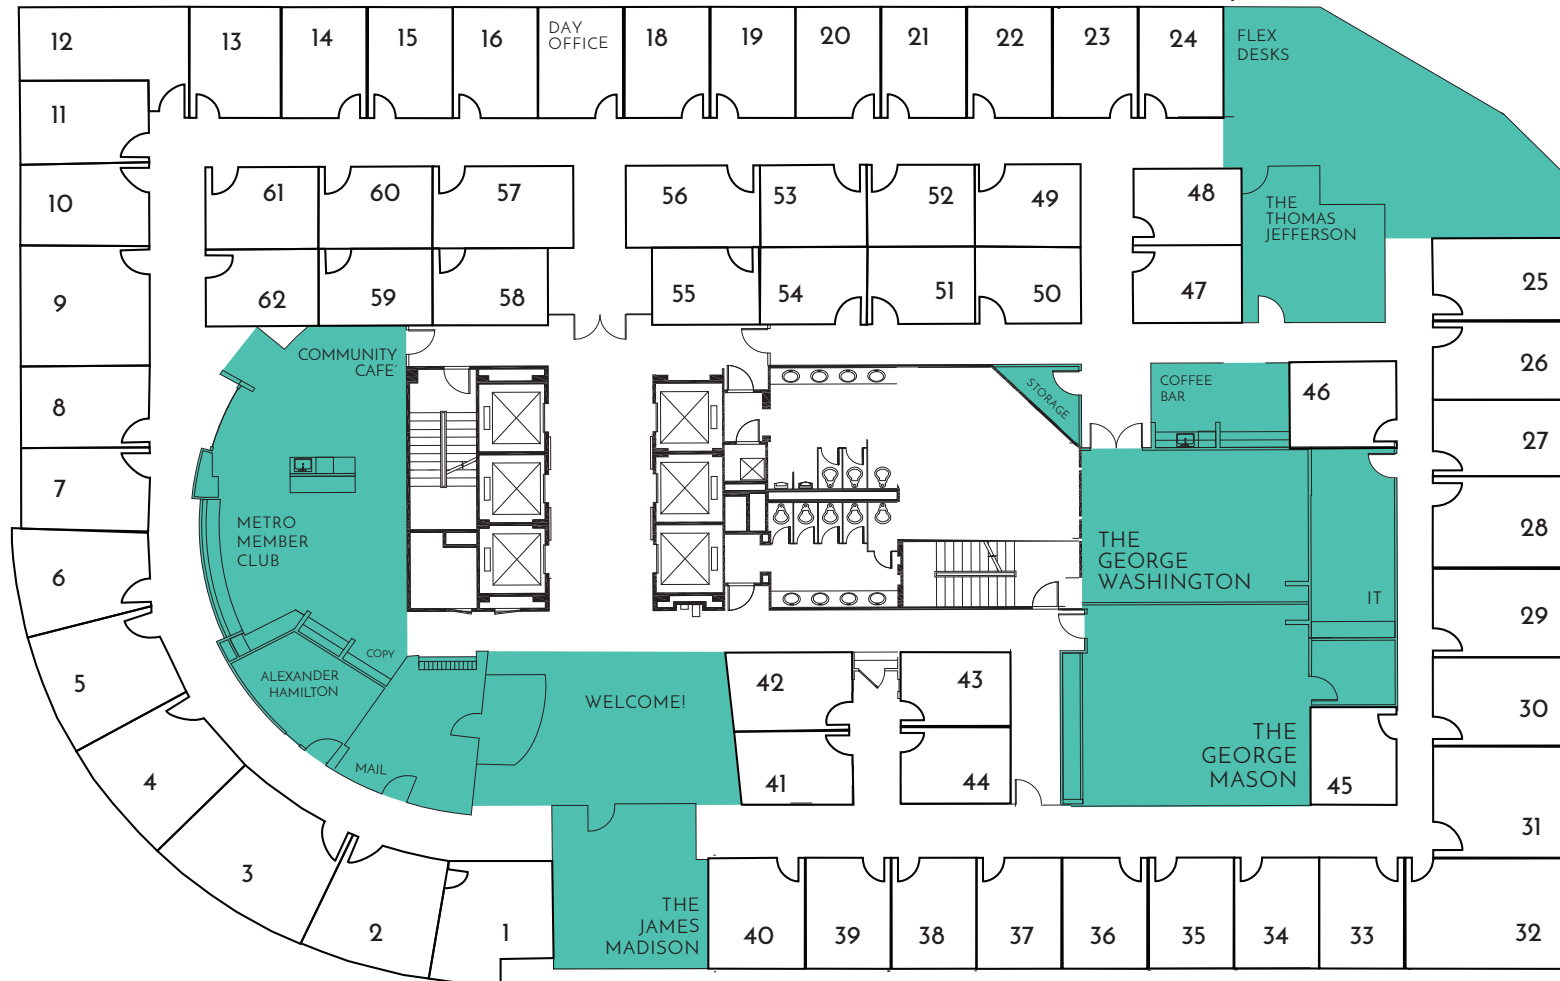 12
13
14
15
16
DAY
OFFICE
18
19
20
21
22
23
24
FLEX
DESKS
11
10
61
60
57
56
53
52
49
48
THE
THOMAS
JEFFERSON
9
62
59
58
55
54
51
50
47
25
COMMUNITY
CAFE'
26
8
STORAGE
COFFEE
BAR
46
27
7
METRO
MEMBER
CLUB
THE
GEORGE
WASHINGTON
28
6
IT
29
COPY
ALEXANDER
HAMILTON
5
WELCOME!
42
43
30
MAIL
4
41
44
THE
GEORGE
MASON
45
31
3
2
1
THE
JAMES
MADISON
40
39
38
37
36
35
34
33
32